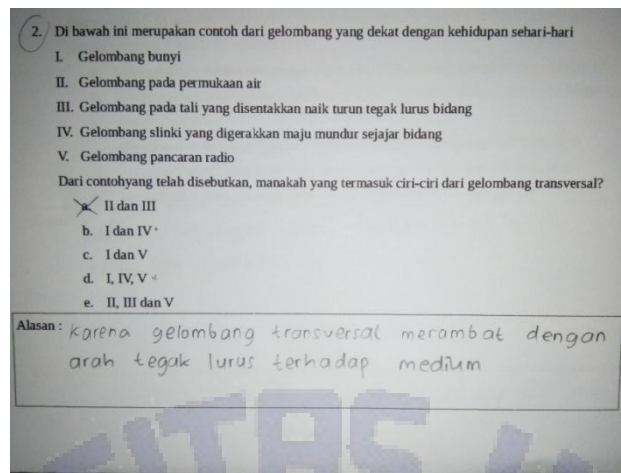 2. Di bawah ini merupakan contoh dari gelombang yang dekat dengan kehidupan sehari-hari
I. Gelombang bunyi
II. Gelombang pada permukaan air
III. Gelombang pada tali yang disentakkan naik turun tegak lurus bidang
IV. Gelombang slinki yang digerakkan maju mundur sejajar bidang
V. Gelombang pancaran radio
Dari contohyang telah disebutkan, manakah yang termasuk ciri-ciri dari gelombang transversal?
a. II dan III
b. I dan IV
c. I dan V
d. I, IV, V
e. II, III dan V
Alasan : karena gelombang transversal merambat dengan
arah tegak lurus terhadap medium